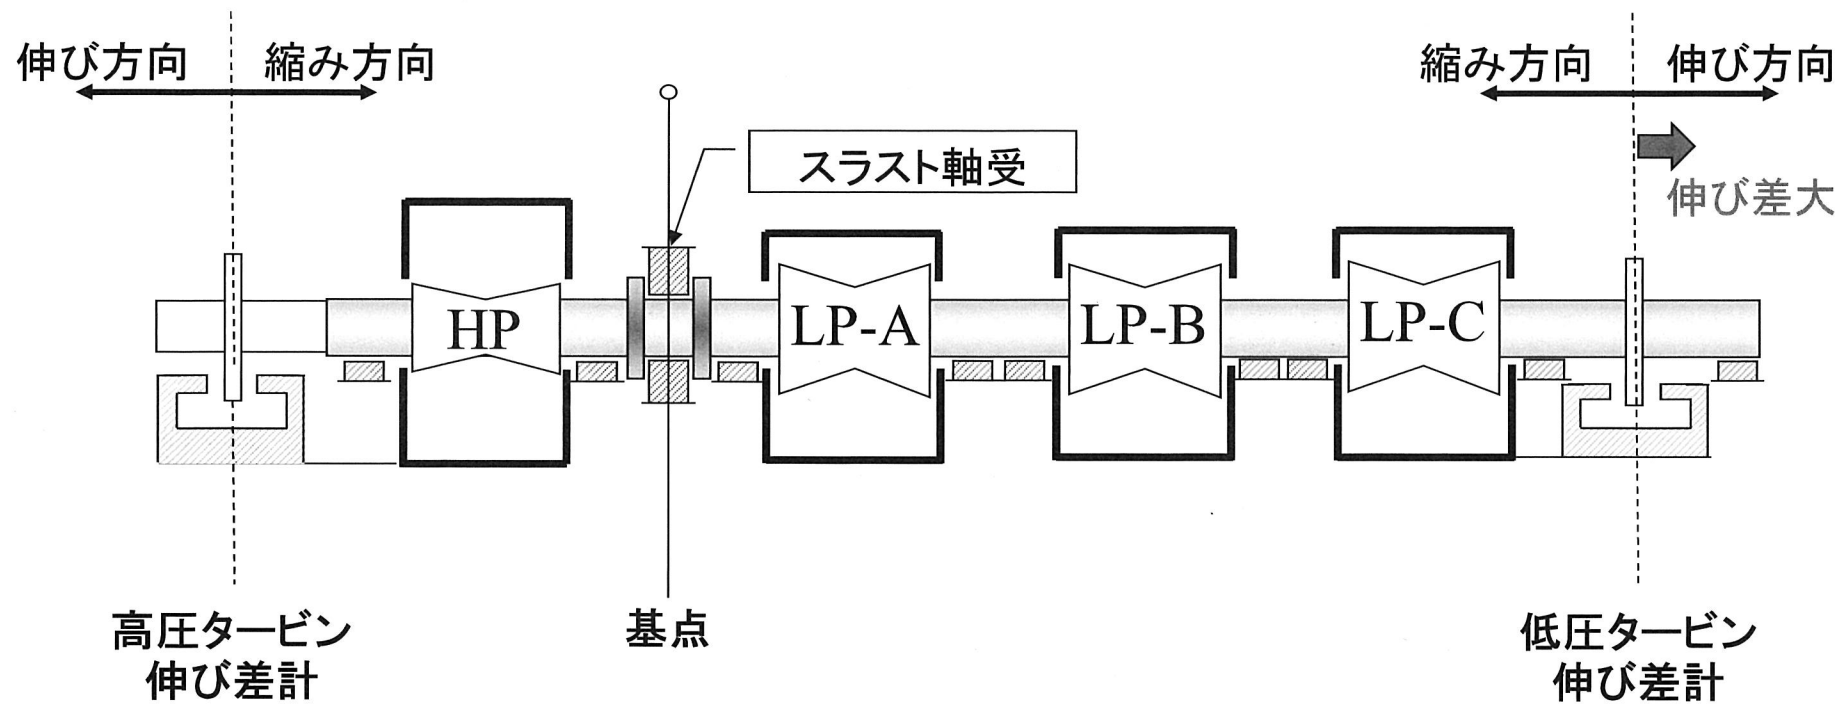 伸び方向
縮み方向
縮み方向
伸び方向
スラスト軸受
伸び差大
HP
LP-A
LP-B
LP-C
高圧タービン
伸び差計
基点
低圧タービン
伸び差計